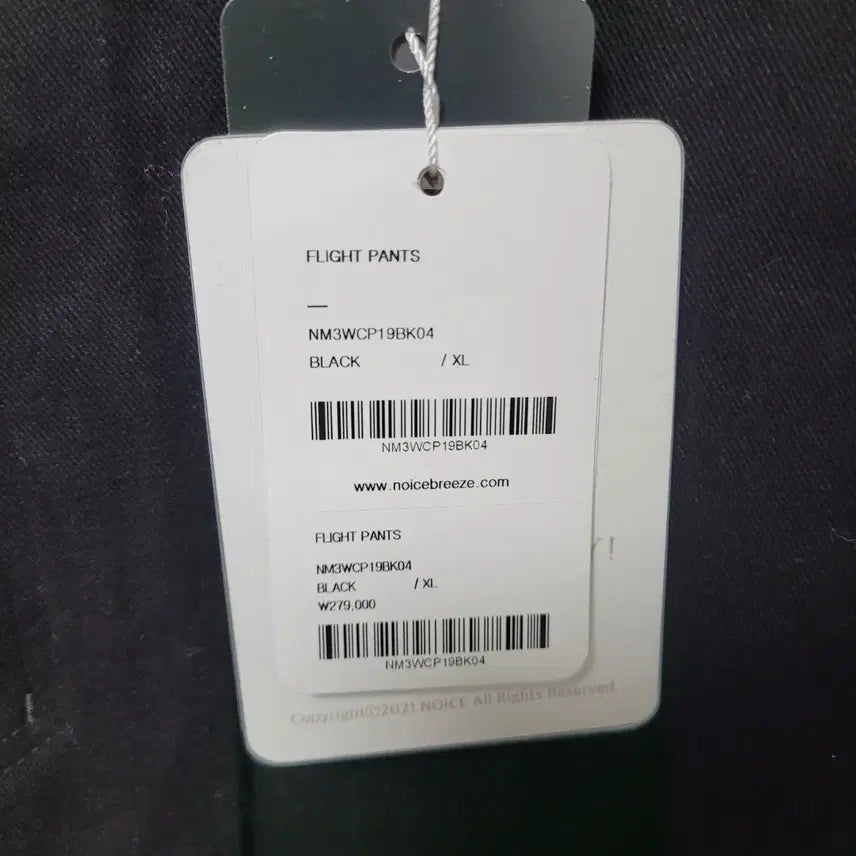 FLIGHT PANTS
—
NM3WCP19BK04
BLACK / XL
NM3WCP19BK04
www.noicebreeze.com
FLIGHT PANTS
NM3WCP19BK04
BLACK / XL
₩279,000
NM3WCP19BK04
Y!
Copyright©2021 NOICE All Rights Reserved.